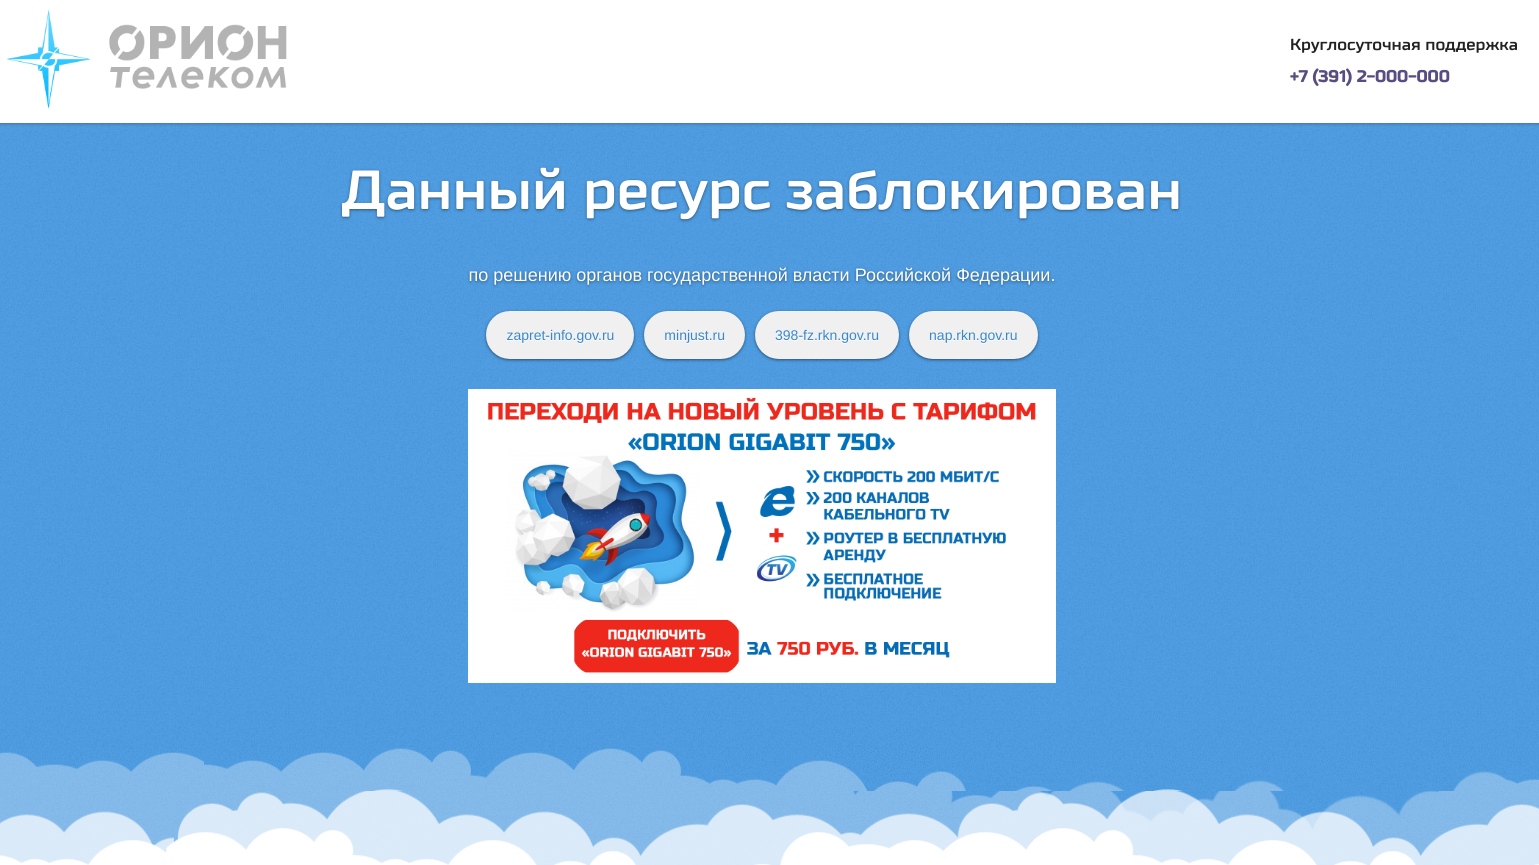 ОРИОН
телеком
Круглосуточная поддержка
+7 (391) 2-000-000
Данный ресурс заблокирован
по решению органов государственной власти Российской Федерации.
zapret-info.gov.ru
minjust.ru
398-fz.rkn.gov.ru
nap.rkn.gov.ru
ПЕРЕХОДИ НА НОВЫЙ УРОВЕНЬ С ТАРИФОМ
«ORION GIGABIT 750»
e
+
TV
» СКОРОСТЬ 200 МБИТ/С
» 200 КАНАЛОВ
КАБЕЛЬНОГО TV
» РОУТЕР В БЕСПЛАТНУЮ
АРЕНДУ
» БЕСПЛАТНОЕ
ПОДКЛЮЧЕНИЕ
ПОДКЛЮЧИТЬ
«ORION GIGABIT 750»
ЗА 750 РУБ. В МЕСЯЦ